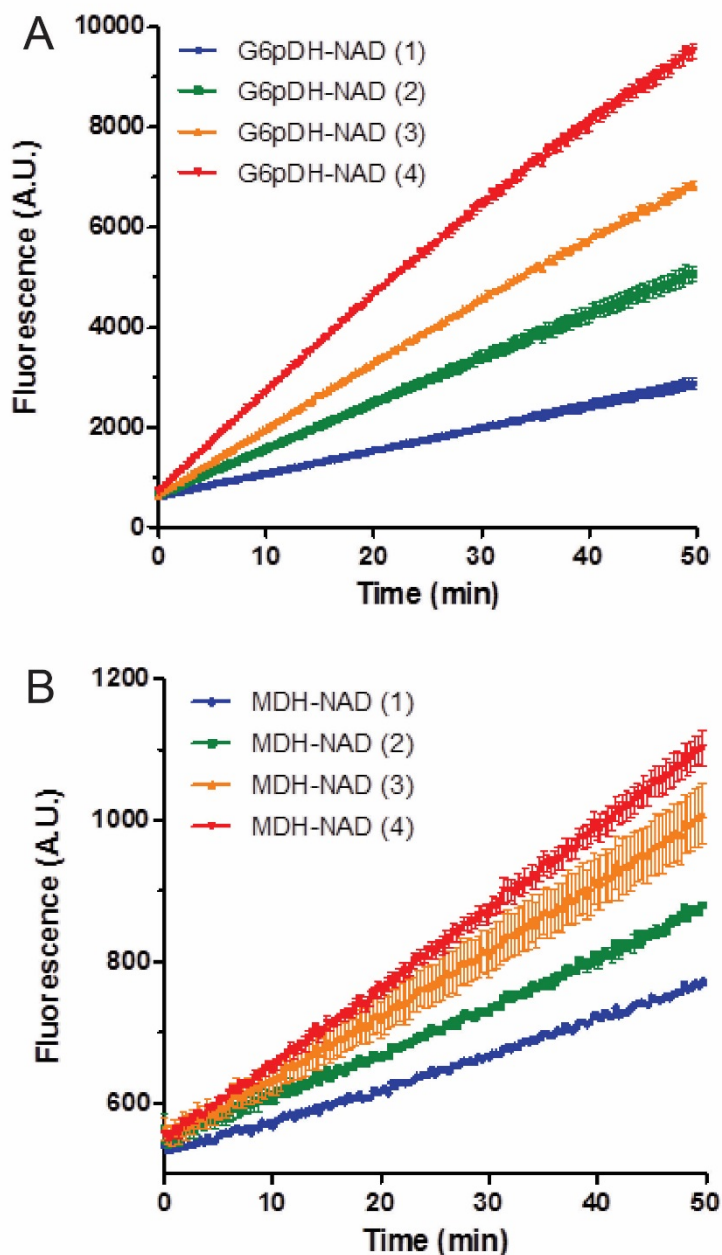 A
10000
8000
6000
4000
2000
0
Fluorescence (A.U.)
G6pDH-NAD (1)
G6pDH-NAD (2)
G6pDH-NAD (3)
G6pDH-NAD (4)
0 10 20 30 40 50
Time (min)
B
1200
1000
800
600
Fluorescence (A.U.)
MDH-NAD (1)
MDH-NAD (2)
MDH-NAD (3)
MDH-NAD (4)
0 10 20 30 40 50
Time (min)